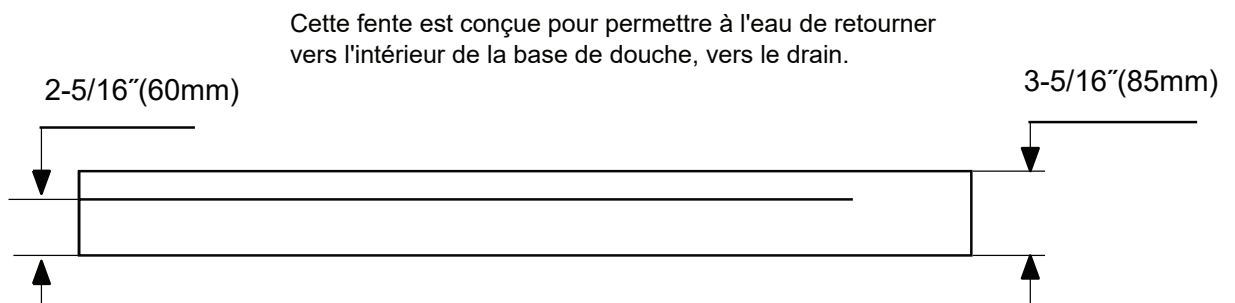 Cette fente est conçue pour permettre à l'eau de retourner
vers l'intérieur de la base de douche, vers le drain.
2-5/16˝(60mm)
3-5/16˝(85mm)